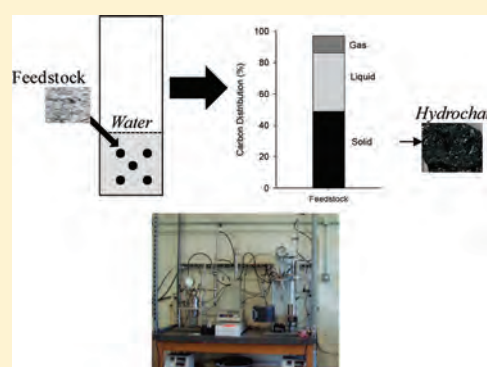 Feedstock
Water
Carbon Distribution (%)
100
80
60
40
20
0
Gas
Liquid
Solid
Feedstock
Hydrochar